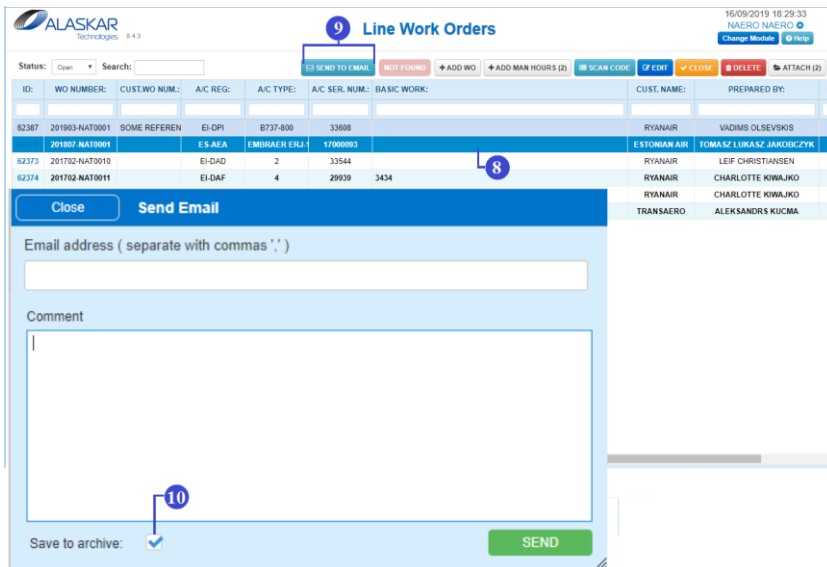 ALASKAR
Technologies 8.4.3
9
Line Work Orders
16/09/2019 18:29:33
NAERO NAERO
Change Module Help
Status: Open Search:
SEND TO EMAIL NOT FOUND +ADD WO +ADD MAN HOURS (2) SCAN CODE EDIT CLOSE DELETE ATTACH (2)
ID: WO NUMBER: CUST.WO NUM.: A/C REG: A/C TYPE: A/C SER. NUM.: BASIC WORK: CUST. NAME: PREPARED BY:
62387 201903-NAT0001 SOME REFEREN EI-DPI B737-800 33608 RYANAIR VADIMS OLSEVSKIS
201807-NAT0001 ES-AEA EMBRAER ERJ-1 17000093 ESTONIAN AIR TOMASZ LUKASZ JAKOBCZYK
62373 201702-NAT0010 EI-DAD 2 33544 RYANAIR LEIF CHRISTIANSEN
8
62374 201702-NAT0011 EI-DAF 4 29939 3434 RYANAIR CHARLOTTE KIWAJKO
RYANAIR CHARLOTTE KIWAJKO
TRANSAERO ALEKSANDRS KUCMA
Close Send Email
Email address ( separate with commas ',' )
Comment
10
Save to archive: SEND